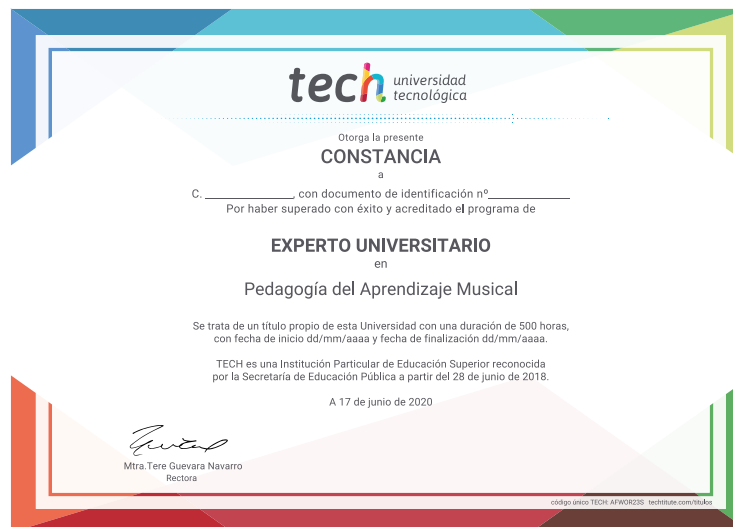 tech universidad
tecnológica
Otorga la presente
CONSTANCIA
a
C. ______________, con documento de identificación nº______________
Por haber superado con éxito y acreditado el programa de
EXPERTO UNIVERSITARIO
en
Pedagogía del Aprendizaje Musical
Se trata de un título propio de esta Universidad con una duración de 500 horas,
con fecha de inicio dd/mm/aaaa y fecha de finalización dd/mm/aaaa.
TECH es una Institución Particular de Educación Superior reconocida
por la Secretaría de Educación Pública a partir del 28 de junio de 2018.
A 17 de junio de 2020
Mtra.Tere Guevara Navarro
Rectora
código único TECH: AFWOR23S techtitute.com/titulos